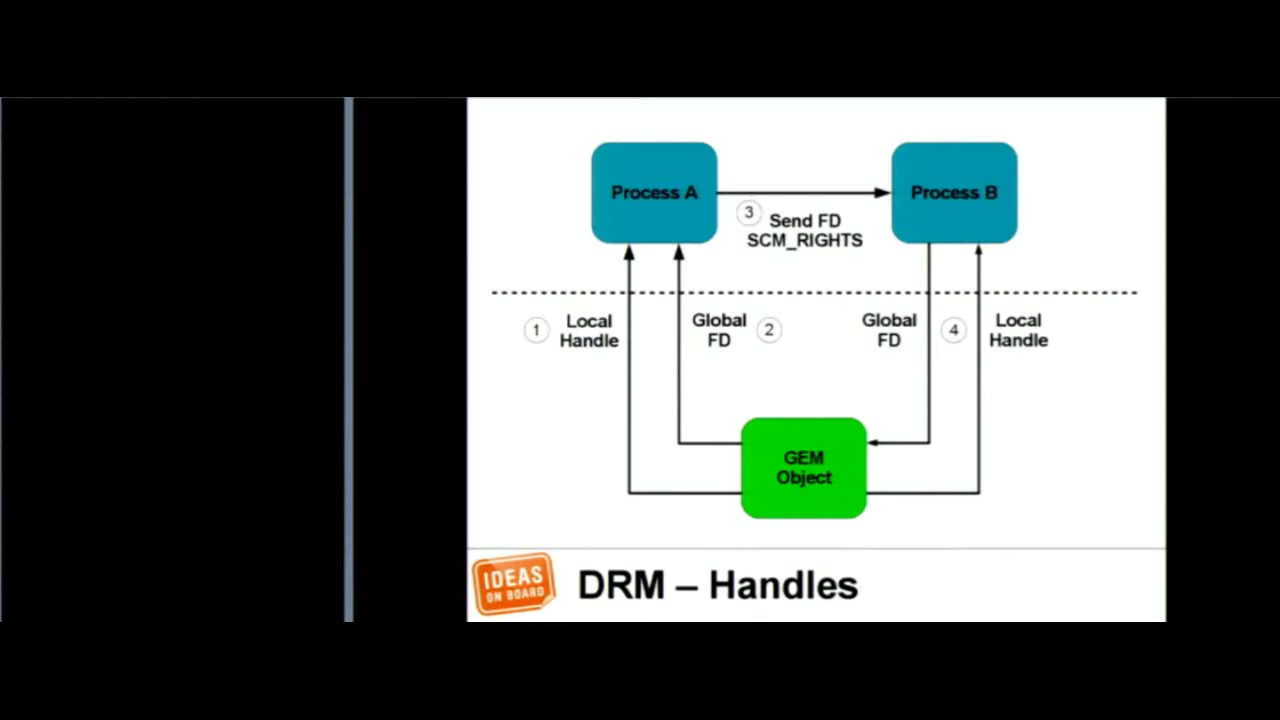 Process A
Process B
3
Send FD
SCM_RIGHTS
1
Local
Handle
Global
FD
2
Global
FD
4
Local
Handle
GEM
Object
IDEAS
ON BOARD
DRM – Handles